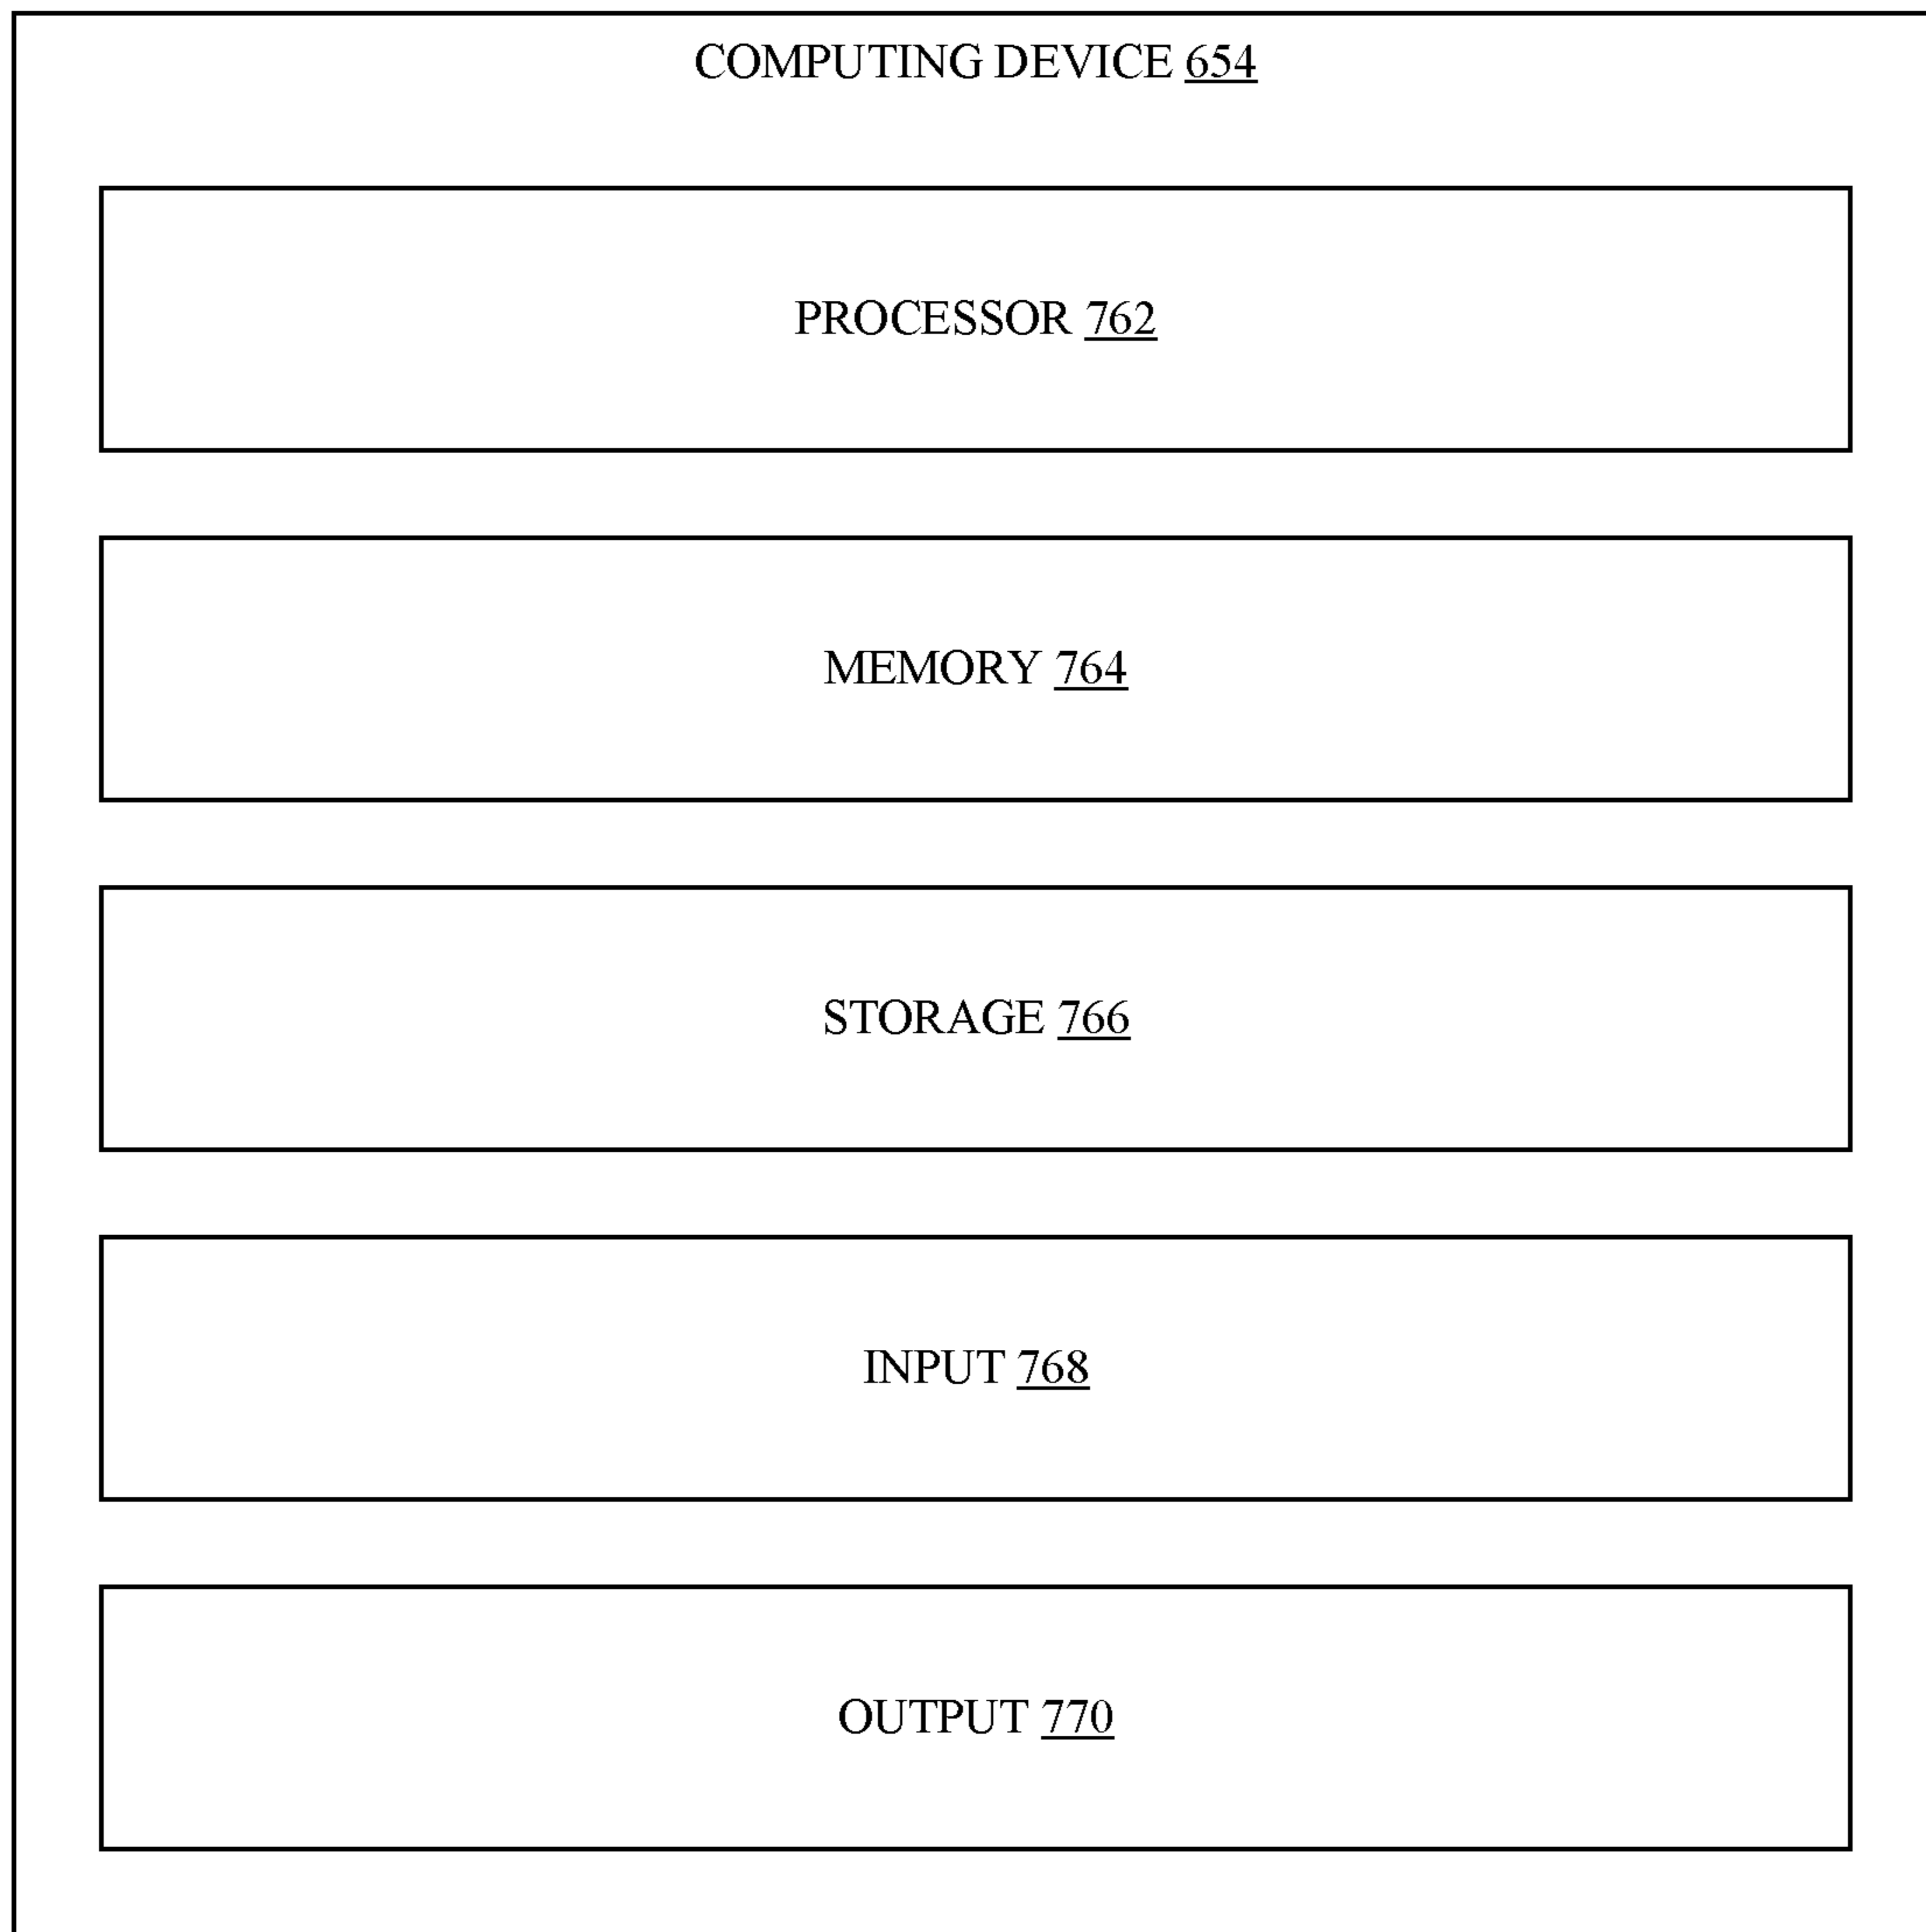 COMPUTING DEVICE 654
PROCESSOR 762
MEMORY 764
STORAGE 766
INPUT 768
OUTPUT 770